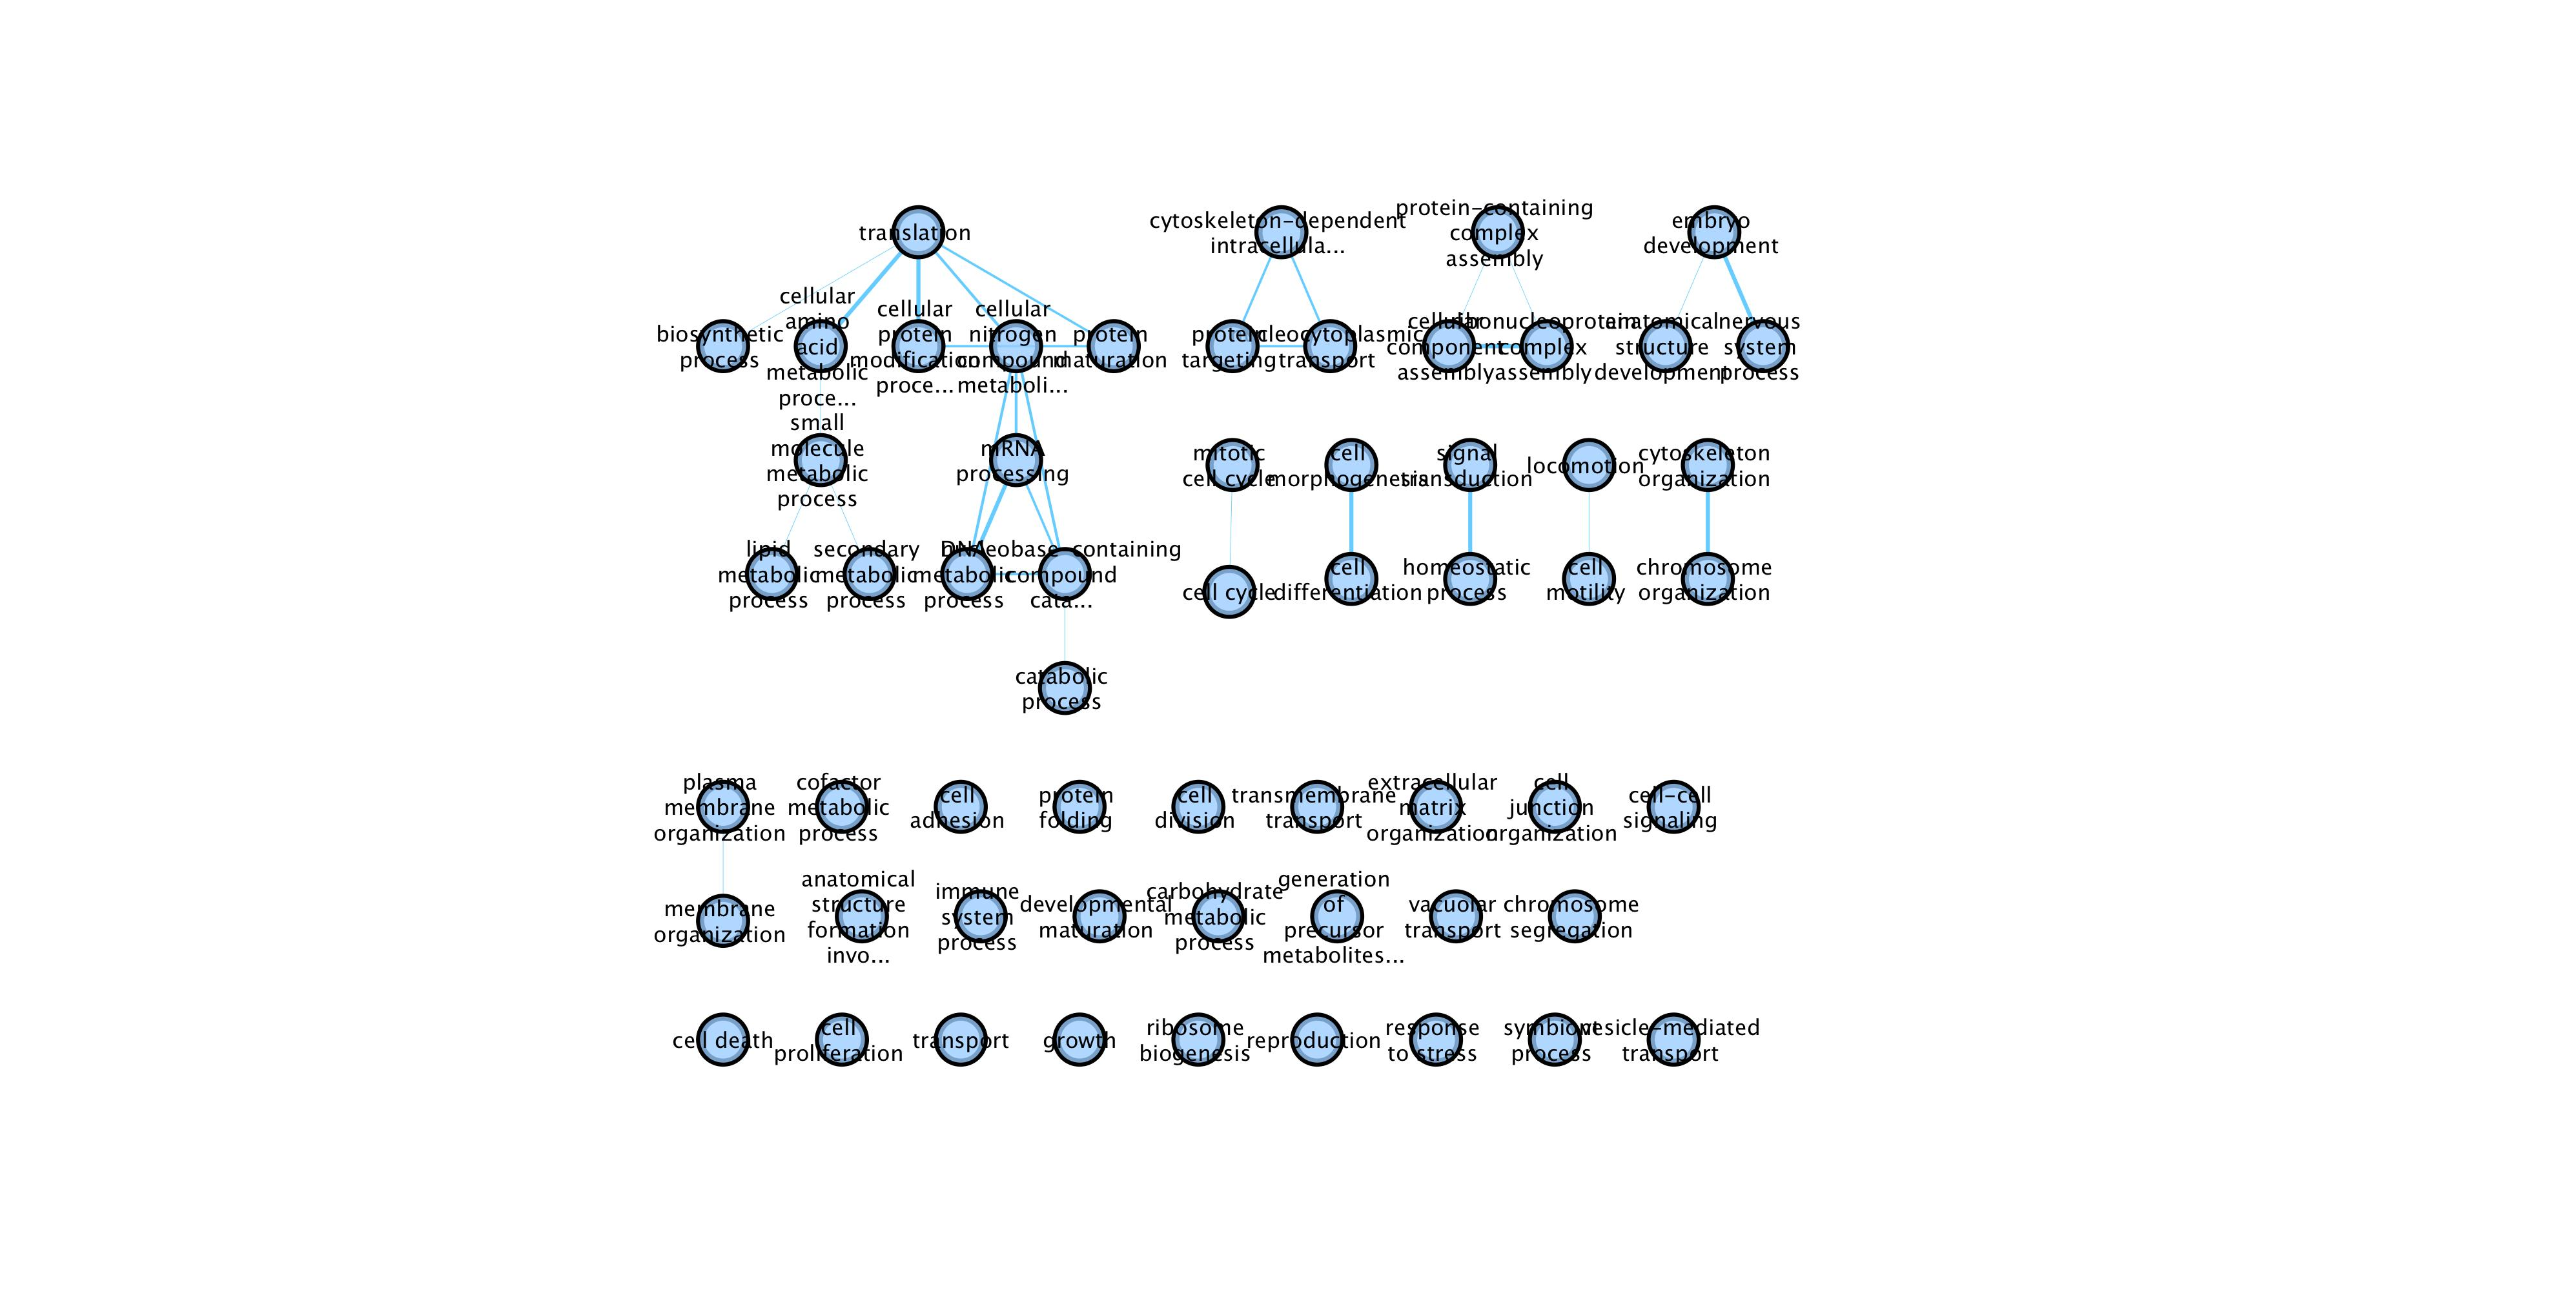 translation
cytoskeleton-dependent
intracellula...
protein-containing
complex
assembly
embryo
development
biosynthetic
process
cellular
amino
acid
metabolic
proce...
cellular
protein
modification
proce...
cellular
nitrogen
compound
metaboli...
protein
maturation
protein
targeting
nucleocytoplasmic
transport
cellular
component
assembly
ribonucleoprotein
complex
assembly
anatomical
structure
development
nervous
system
process
small
molecule
metabolic
process
mRNA
processing
mitotic
cell cycle
cell
morphogenesis
signal
transduction
locomotion
cytoskeleton
organization
lipid
metabolic
process
secondary
metabolic
process
DNA
metabolic
process
nucleobase-containing
compound
cata...
cell cycle
cell
differentiation
homeostatic
process
cell
motility
chromosome
organization
catabolic
process
plasma
membrane
organization
cofactor
metabolic
process
cell
adhesion
protein
folding
cell
division
transmembrane
transport
extracellular
matrix
organization
cell
junction
organization
cell-cell
signaling
membrane
organization
anatomical
structure
formation
invo...
immune
system
process
developmental
maturation
carbohydrate
metabolic
process
generation
of
precursor
metabolites...
vacuolar
transport
chromosome
segregation
cell death
cell
proliferation
transport
growth
ribosome
biogenesis
reproduction
response
to stress
symbiont
process
vesicle-mediated
transport